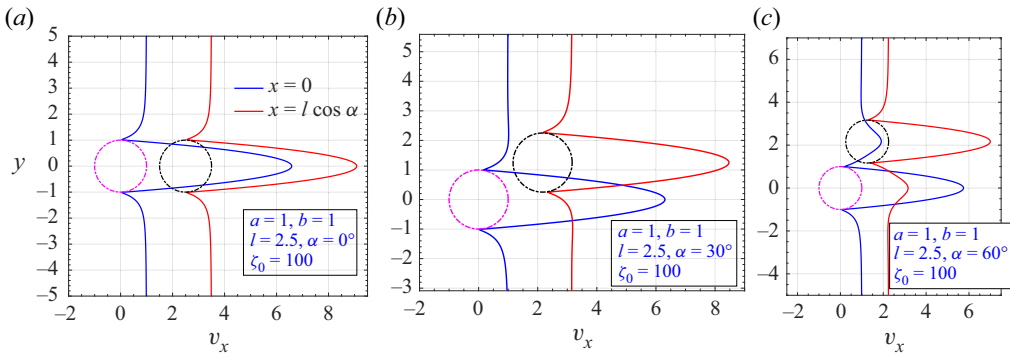 (a)
5
4
3
2
1
0
−1
−2
−3
−4
−5
y
x = 0
x = l cos α
a = 1, b = 1
l = 2.5, α = 0°
ζ0 = 100
−2 0 2 4 6 8
vx
(b)
5
4
3
2
1
0
−1
−2
−3
a = 1, b = 1
l = 2.5, α = 30°
ζ0 = 100
−2 0 2 4 6 8
vx
(c)
6
4
2
0
−2
−4
a = 1, b = 1
l = 2.5, α = 60°
ζ0 = 100
−2 0 2 4 6
vx